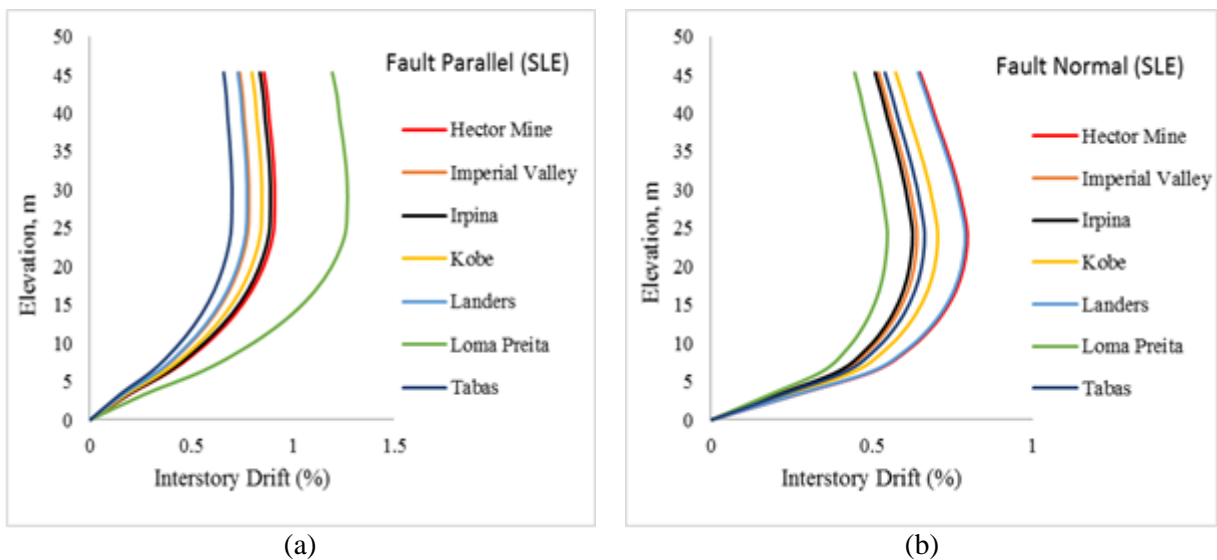 Fault Parallel (SLE)
Elevation, m
50
45
40
35
30
25
20
15
10
5
0
0 0.5 1 1.5
Interstory Drift (%)
Hector Mine
Imperial Valley
Irpina
Kobe
Landers
Loma Preita
Tabas
(a)
Fault Normal (SLE)
Elevation, m
50
45
40
35
30
25
20
15
10
5
0
0 0.5 1
Interstory Drift (%)
Hector Mine
Imperial Valley
Irpina
Kobe
Landers
Loma Preita
Tabas
(b)